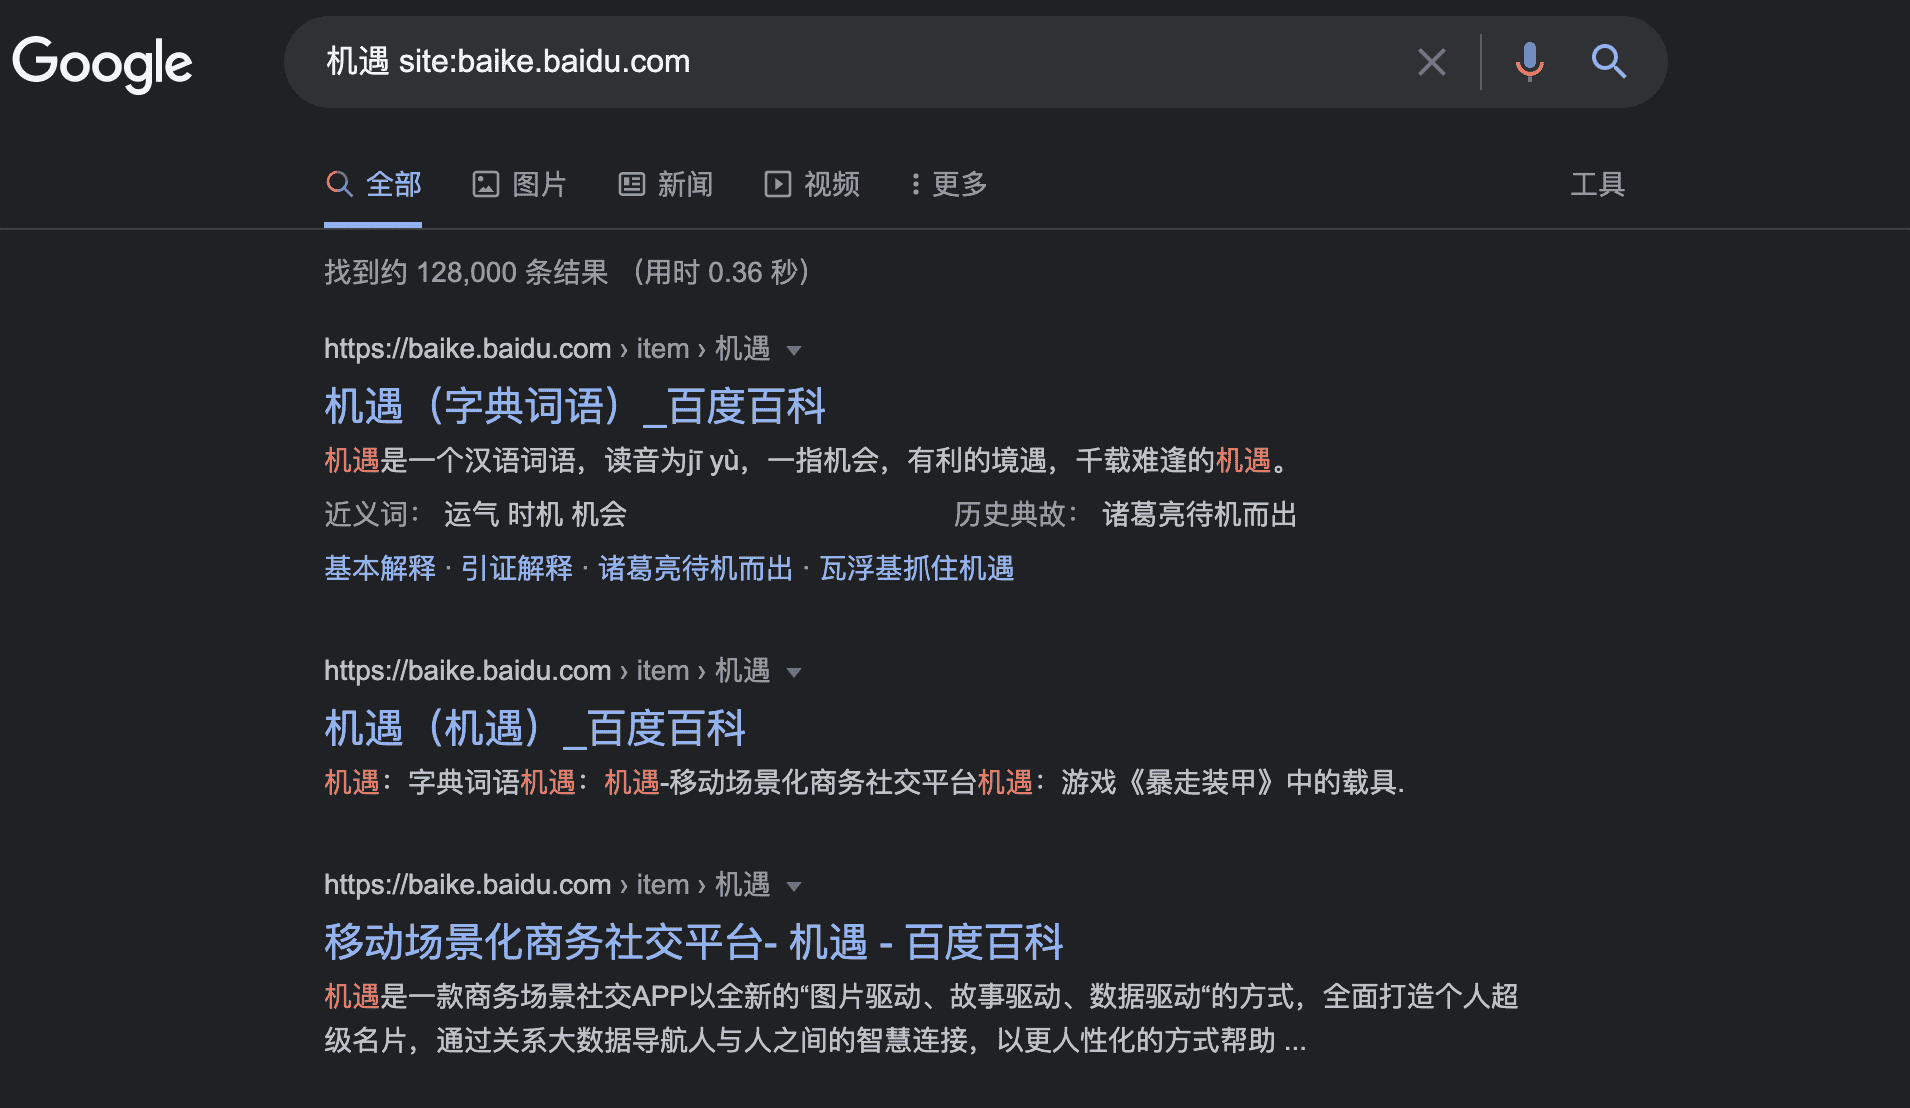 Google
机遇 site:baike.baidu.com
全部 图片 新闻 视频 更多 工具
找到约 128,000 条结果 （用时 0.36 秒）
https://baike.baidu.com › item › 机遇
机遇（字典词语）_百度百科
机遇是一个汉语词语，读音为jī yù，一指机会，有利的境遇，千载难逢的机遇。
近义词： 运气 时机 机会 历史典故： 诸葛亮待机而出
基本解释 · 引证解释 · 诸葛亮待机而出 · 瓦浮基抓住机遇
https://baike.baidu.com › item › 机遇
机遇（机遇）_百度百科
机遇：字典词语机遇：机遇-移动场景化商务社交平台机遇：游戏《暴走装甲》中的载具.
https://baike.baidu.com › item › 机遇
移动场景化商务社交平台- 机遇 - 百度百科
机遇是一款商务场景社交APP以全新的“图片驱动、故事驱动、数据驱动“的方式，全面打造个人超
级名片，通过关系大数据导航人与人之间的智慧连接，以更人性化的方式帮助 ...